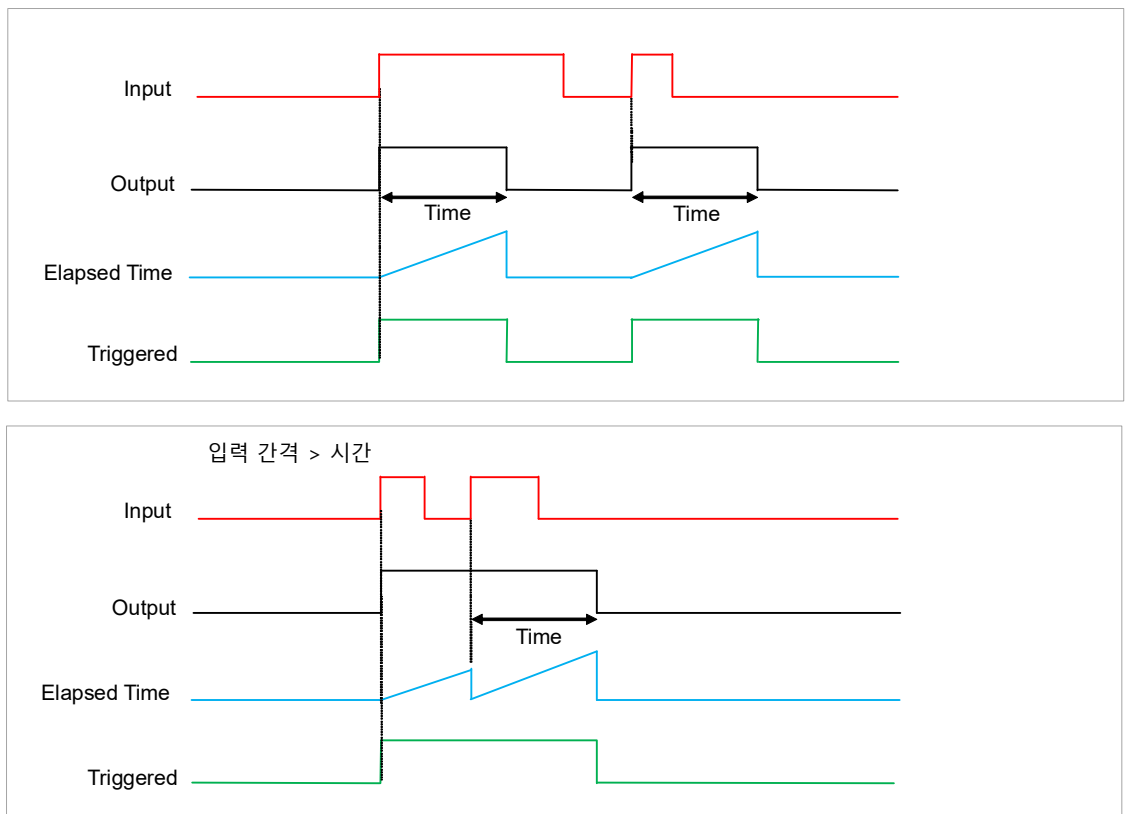 Input
Output
Time
Time
Elapsed Time
Triggered
입력 간격 > 시간
Input
Output
Time
Elapsed Time
Triggered